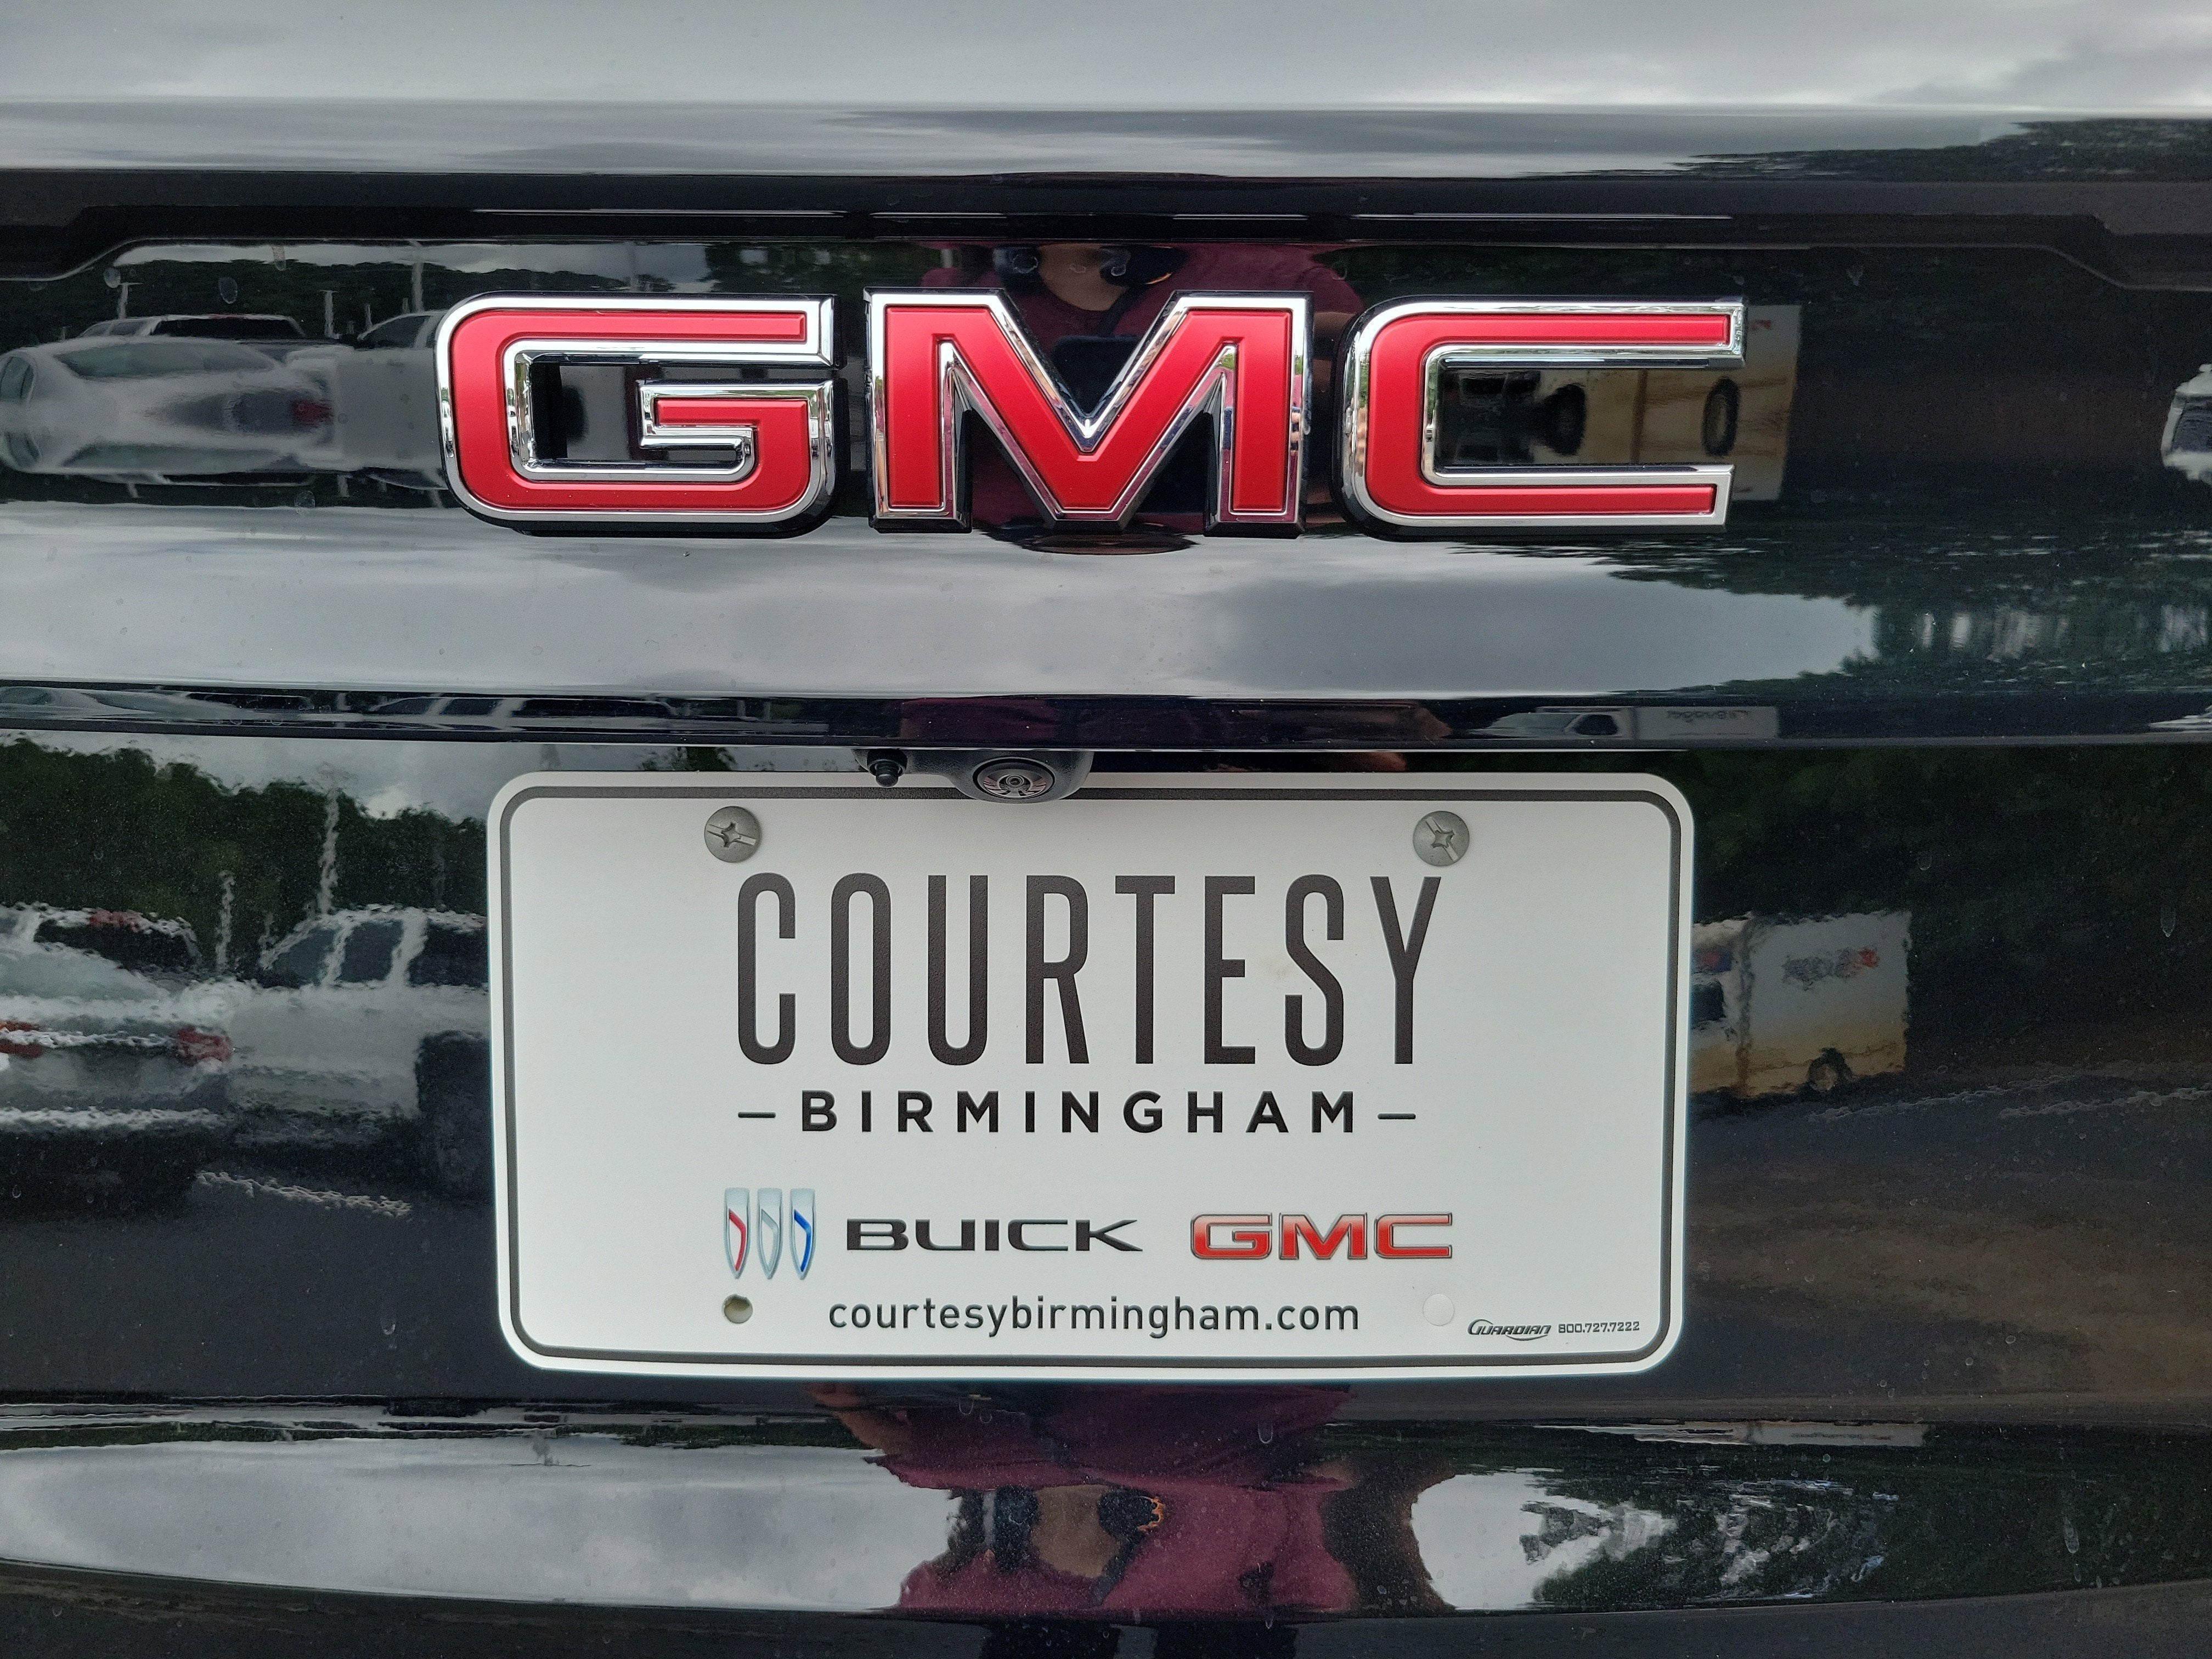 GMC
COURTESY
-BIRMINGHAM-
BUICK GMC
courtesybirmingham.com
GUARDIAN 800.727.7222